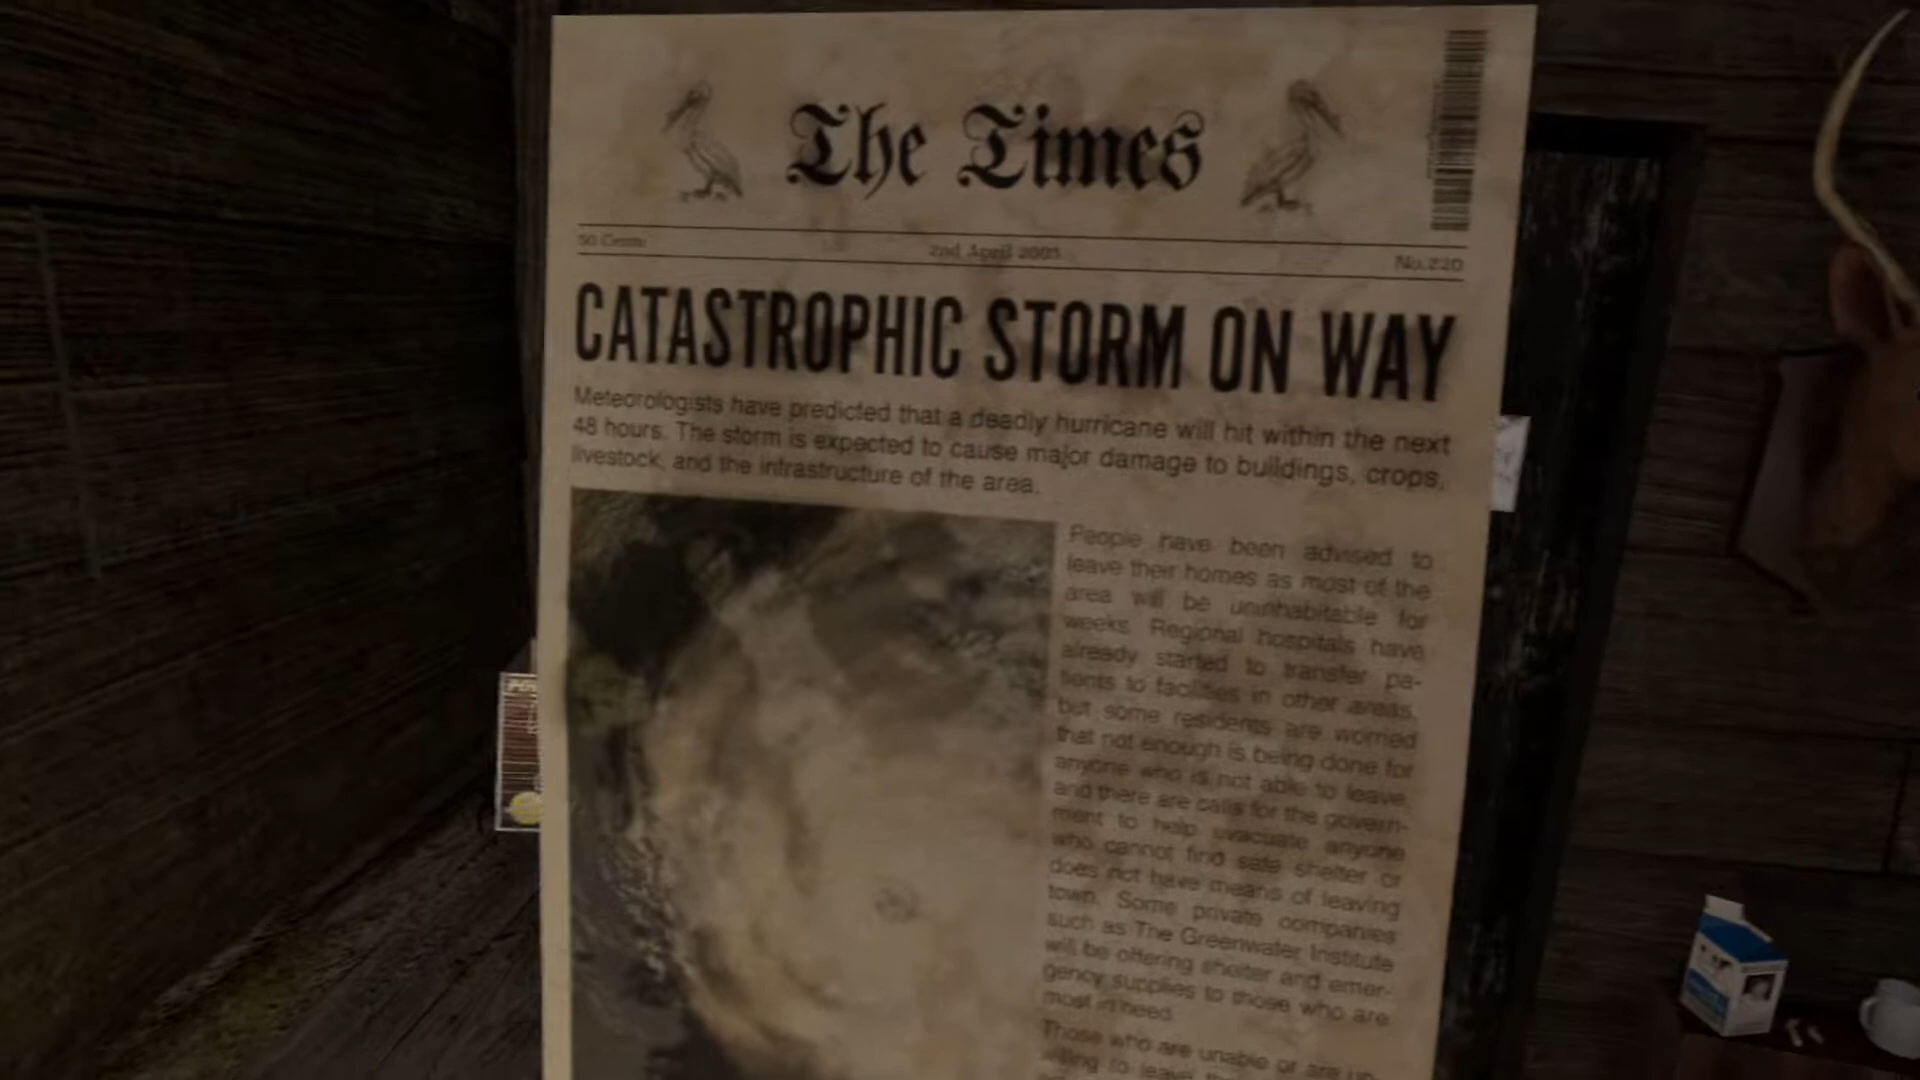 The Times
50 Cents 2nd April 2005 No.220
CATASTROPHIC STORM ON WAY
Meteorologists have predicted that a deadly hurricane will hit within the next
48 hours. The storm is expected to cause major damage to buildings, crops,
livestock, and the infrastructure of the area.
People have been advised to
leave their homes as most of the
area will be uninhabitable for
weeks. Regional hospitals have
already started to transfer pa-
tients to facilities in other areas,
but some residents are worried
that not enough is being done for
anyone who is not able to leave,
and there are calls for the govern-
ment to help evacuate anyone
who cannot find safe shelter or
does not have means of leaving
town. Some private companies
such as The Greenwater Institute
will be offering shelter and emer-
gency supplies to those who are
most in need.
Those who are unable or are un-
willing to leave